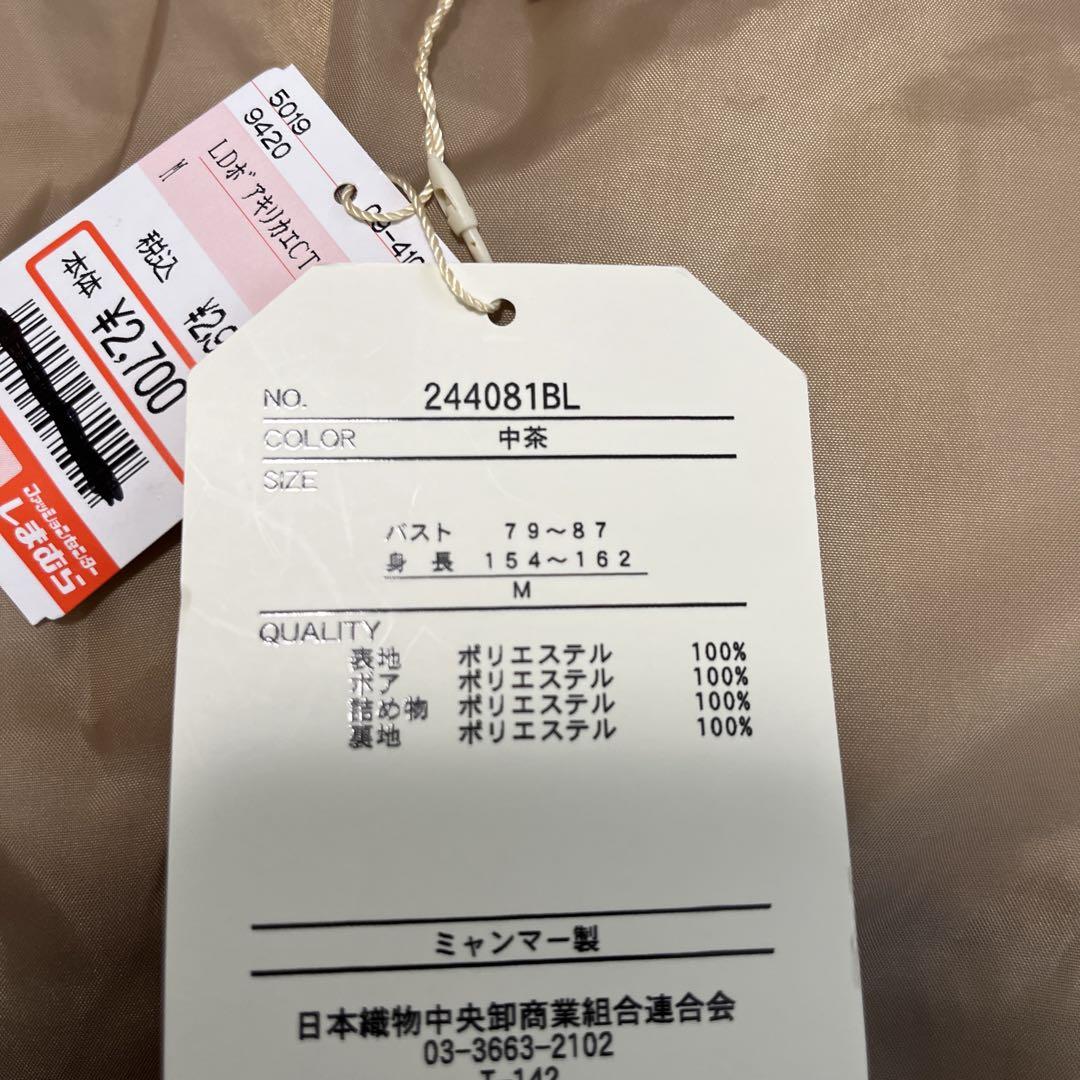 5019
9420
09-410
LDボアキリカエCT
M
税込 ¥2,9
本体 ¥2,700
ファッションセンター
しまむら
NO. 244081BL
COLOR 中茶
SIZE
バスト 79~87
身長 154~162
M
QUALITY
表地 ポリエステル 100%
ボア ポリエステル 100%
詰め物 ポリエステル 100%
裏地 ポリエステル 100%
ミャンマー製
日本織物中央卸商業組合連合会
03-3663-2102
T-142